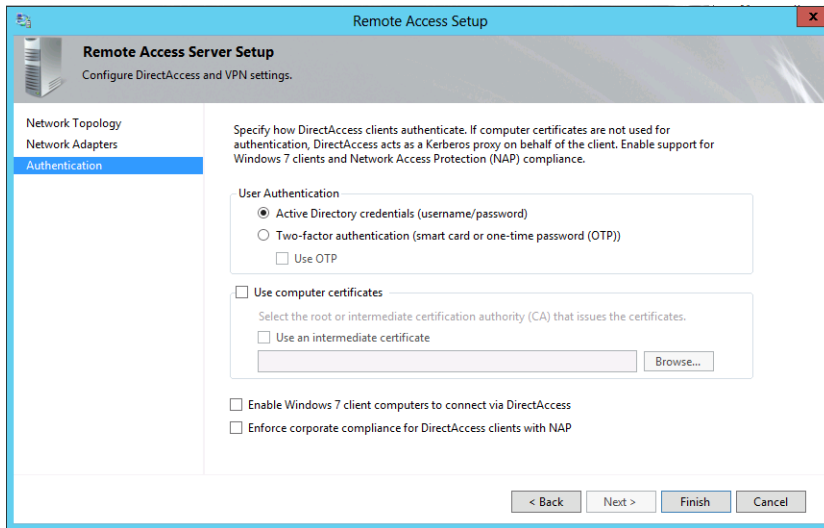 Remote Access Setup
Remote Access Server Setup
Configure DirectAccess and VPN settings.
Network Topology
Network Adapters
Authentication
Specify how DirectAccess clients authenticate. If computer certificates are not used for
authentication, DirectAccess acts as a Kerberos proxy on behalf of the client. Enable support for
Windows 7 clients and Network Access Protection (NAP) compliance.
User Authentication
Active Directory credentials (username/password)
Two-factor authentication (smart card or one-time password (OTP))
Use OTP
Use computer certificates
Select the root or intermediate certification authority (CA) that issues the certificates.
Use an intermediate certificate
Browse...
Enable Windows 7 client computers to connect via DirectAccess
Enforce corporate compliance for DirectAccess clients with NAP
< Back
Next >
Finish
Cancel